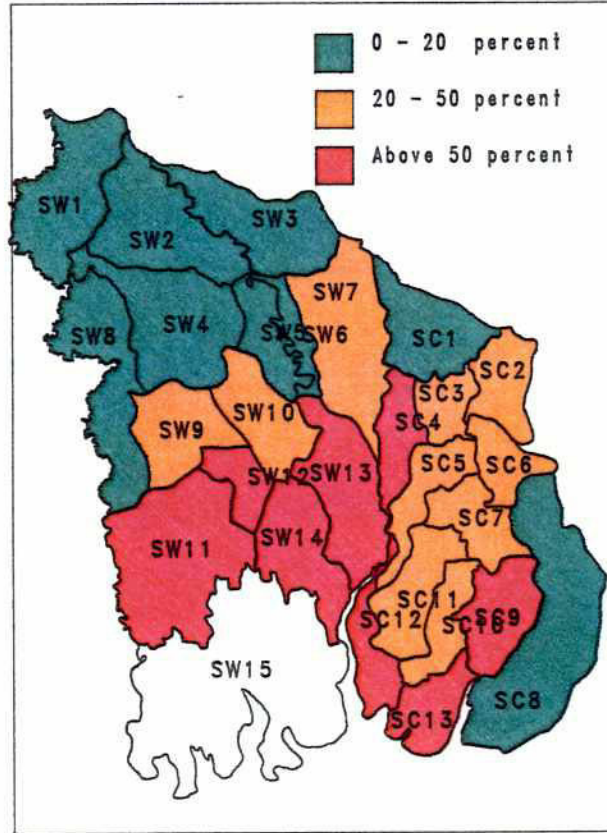 0 - 20 percent
20 - 50 percent
Above 50 percent
SW1
SW2
SW3
SW7
SW8
SW4
SW5
SW6
SC1
SC2
SC3
SC4
SW10
SW9
SC5
SC6
SW12
SW13
SC7
SW11
SW14
SC11
SC12
SC10
SC9
SW15
SC8
SC13